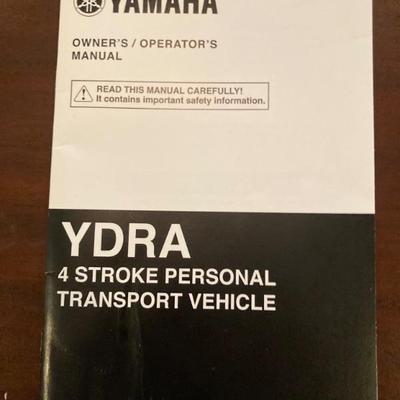 YAMAHA
OWNER'S / OPERATOR'S
MANUAL
READ THIS MANUAL CAREFULLY!
It contains important safety information.
YDRA
4 STROKE PERSONAL
TRANSPORT VEHICLE